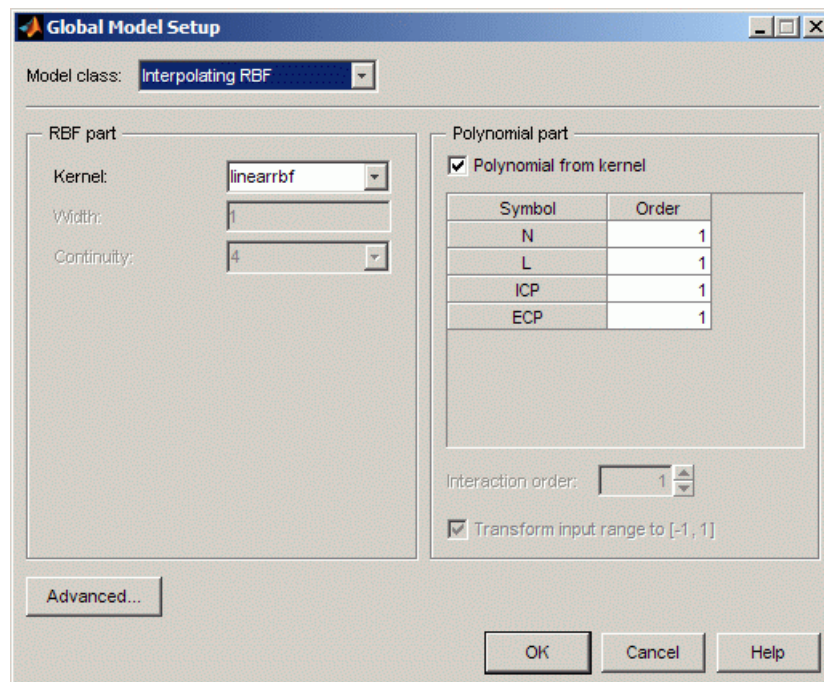 Global Model Setup
Model class: Interpolating RBF
RBF part
Kernel: linearrbf
Width: 1
Continuity: 4
Polynomial part
Polynomial from kernel
Symbol Order
N 1
L 1
ICP 1
ECP 1
Interaction order: 1
Transform input range to [-1, 1]
Advanced...
OK Cancel Help